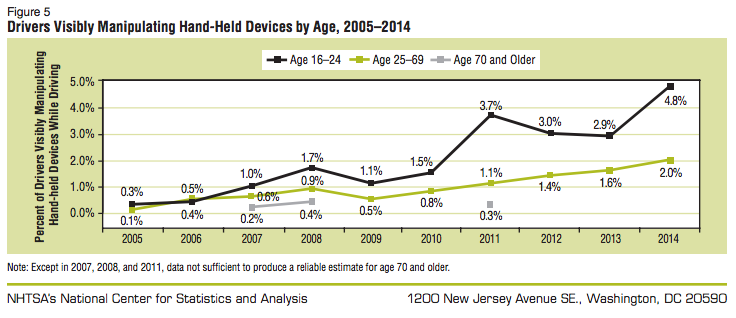 Figure 5
Drivers Visibly Manipulating Hand-Held Devices by Age, 2005–2014
Age 16–24 Age 25–69 Age 70 and Older
Percent of Drivers Visibly Manipulating
Hand-held Devices While Driving
5.0%
4.0%
3.0%
2.0%
1.0%
0.0%
0.3% 0.5% 1.0% 1.7% 1.1% 1.5% 3.7% 3.0% 2.9% 4.8%
0.1% 0.4% 0.6% 0.9% 0.5% 0.8% 1.1% 1.4% 1.6% 2.0%
0.2% 0.4% 0.3%
2005 2006 2007 2008 2009 2010 2011 2012 2013 2014
Note: Except in 2007, 2008, and 2011, data not sufficient to produce a reliable estimate for age 70 and older.
NHTSA's National Center for Statistics and Analysis 1200 New Jersey Avenue SE., Washington, DC 20590